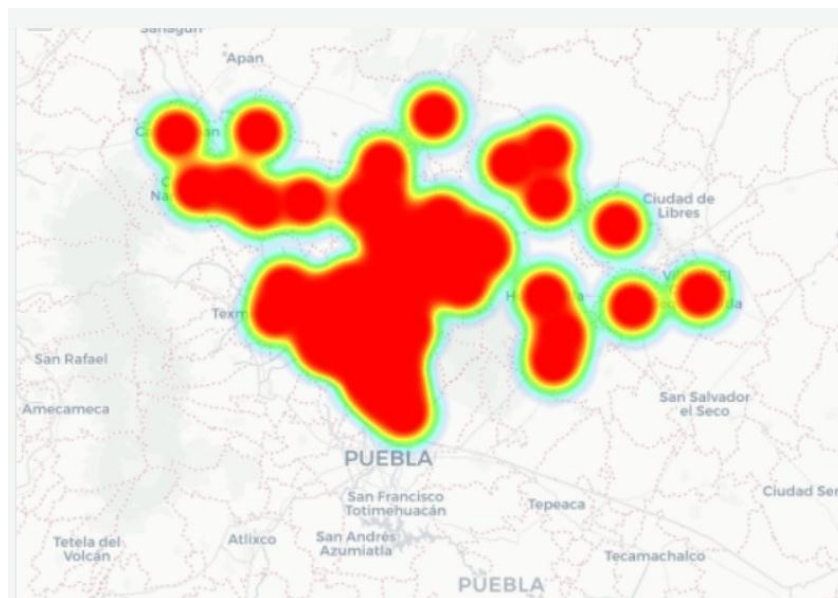 Apan
Ciudad de
Libres
San Rafael
Amecameca
San Salvador
el Seco
PUEBLA
San Francisco
Totimehuacán
Tepeaca
Tetela del
Volcán
Atlixco
San Andrés
Azumiatla
Tecamachalco
PUEBLA